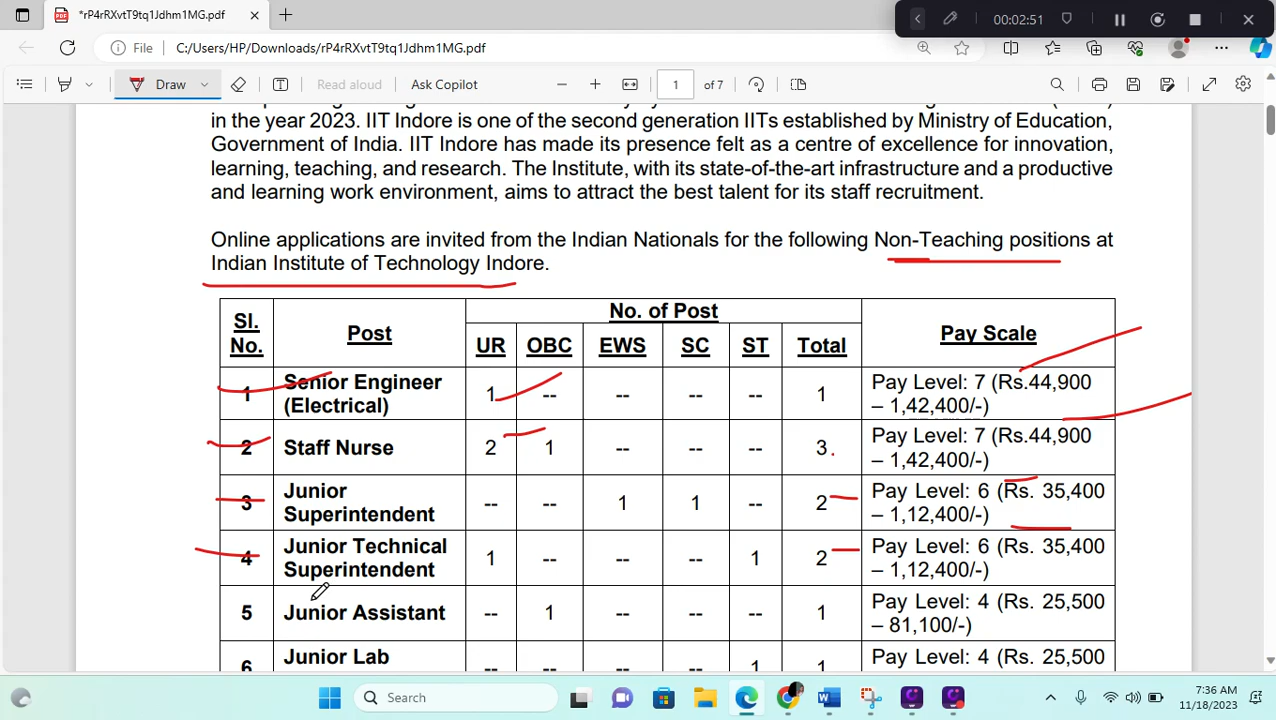 *rP4rRXvtT9tq1Jdhm1MG.pdf
00:02:51
File
C:/Users/HP/Downloads/rP4rRXvtT9tq1Jdhm1MG.pdf
Draw
Read aloud
Ask Copilot
1
of 7
in the year 2023. IIT Indore is one of the second generation IITs established by Ministry of Education,
Government of India. IIT Indore has made its presence felt as a centre of excellence for innovation,
learning, teaching, and research. The Institute, with its state-of-the-art infrastructure and a productive
and learning work environment, aims to attract the best talent for its staff recruitment.
Online applications are invited from the Indian Nationals for the following Non-Teaching positions at
Indian Institute of Technology Indore.
Sl. No.
Post
No. of Post
Pay Scale
UR OBC EWS SC ST Total
1 Senior Engineer (Electrical) 1 -- -- -- -- 1 Pay Level: 7 (Rs.44,900 – 1,42,400/-)
2 Staff Nurse 2 1 -- -- -- 3 Pay Level: 7 (Rs.44,900 – 1,42,400/-)
3 Junior Superintendent -- -- 1 1 -- 2 Pay Level: 6 (Rs. 35,400 – 1,12,400/-)
4 Junior Technical Superintendent 1 -- -- -- 1 2 Pay Level: 6 (Rs. 35,400 – 1,12,400/-)
5 Junior Assistant -- 1 -- -- -- 1 Pay Level: 4 (Rs. 25,500 – 81,100/-)
6 Junior Lab -- -- -- -- 1 1 Pay Level: 4 (Rs. 25,500
Search
7:36 AM
11/18/2023